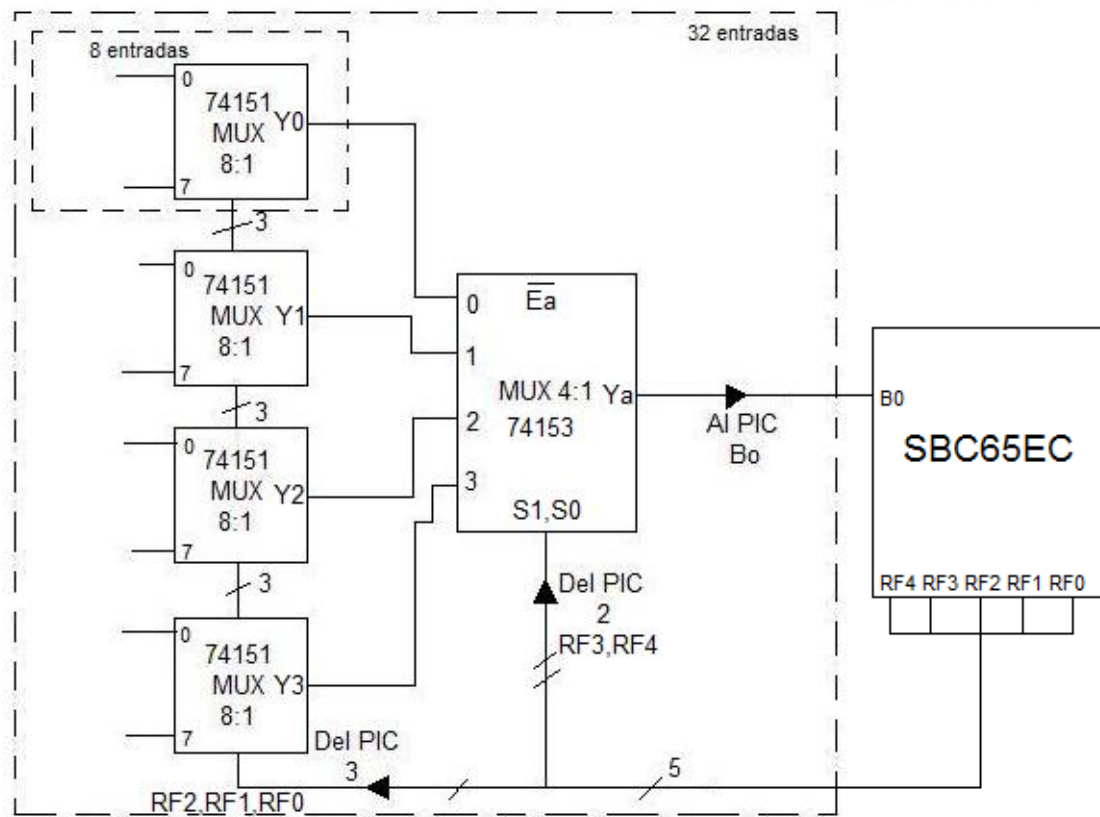 32 entradas
8 entradas
0
74151
MUX
8:1
Y0
7
3
0
74151
MUX
8:1
Y1
7
3
0
74151
MUX
8:1
Y2
7
3
0
74151
MUX
8:1
Y3
7
0
1
2
3
Ea
MUX 4:1
74153
Ya
S1,S0
Al PIC
Bo
B0
SBC65EC
RF4 RF3 RF2 RF1 RF0
Del PIC
2
RF3,RF4
Del PIC
3
RF2,RF1,RF0
5